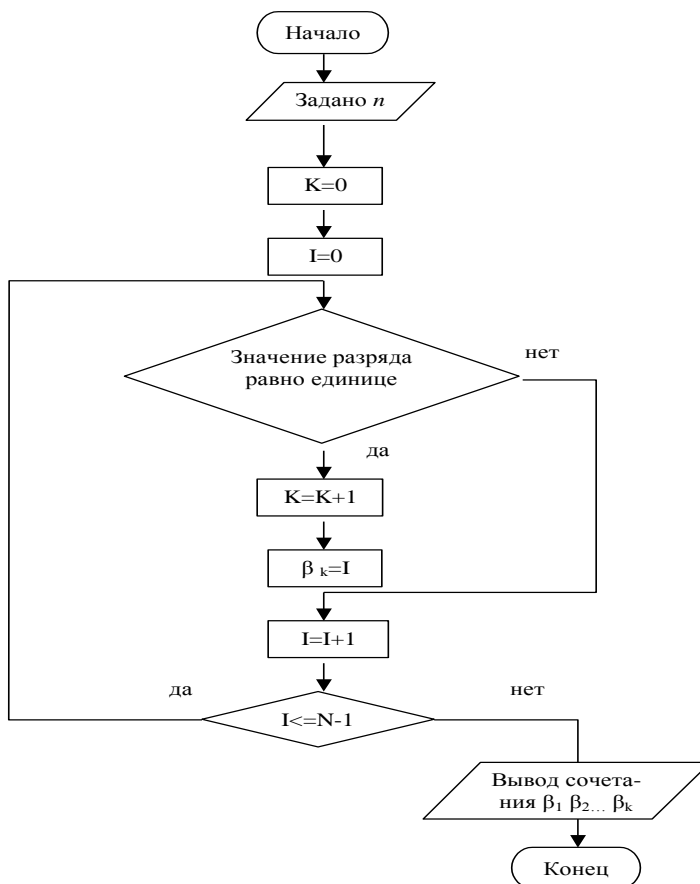 Начало
Задано n
K=0
I=0
Значение разряда
равно единице
нет
да
K=K+1
β k=I
I=I+1
да
I<=N-1
нет
Вывод сочета-
ния β1 β2... βk
Конец